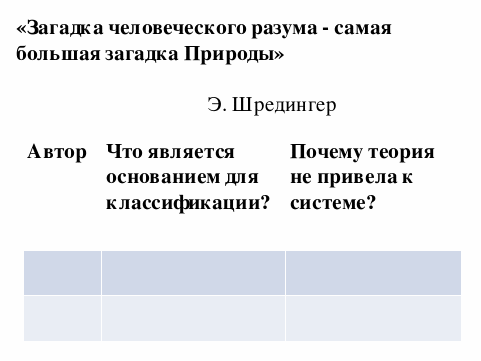 «Загадка человеческого разума - самая
большая загадка Природы»
Э. Шредингер
Автор
Что является
основанием для
классификации?
Почему теория
не привела к
системе?